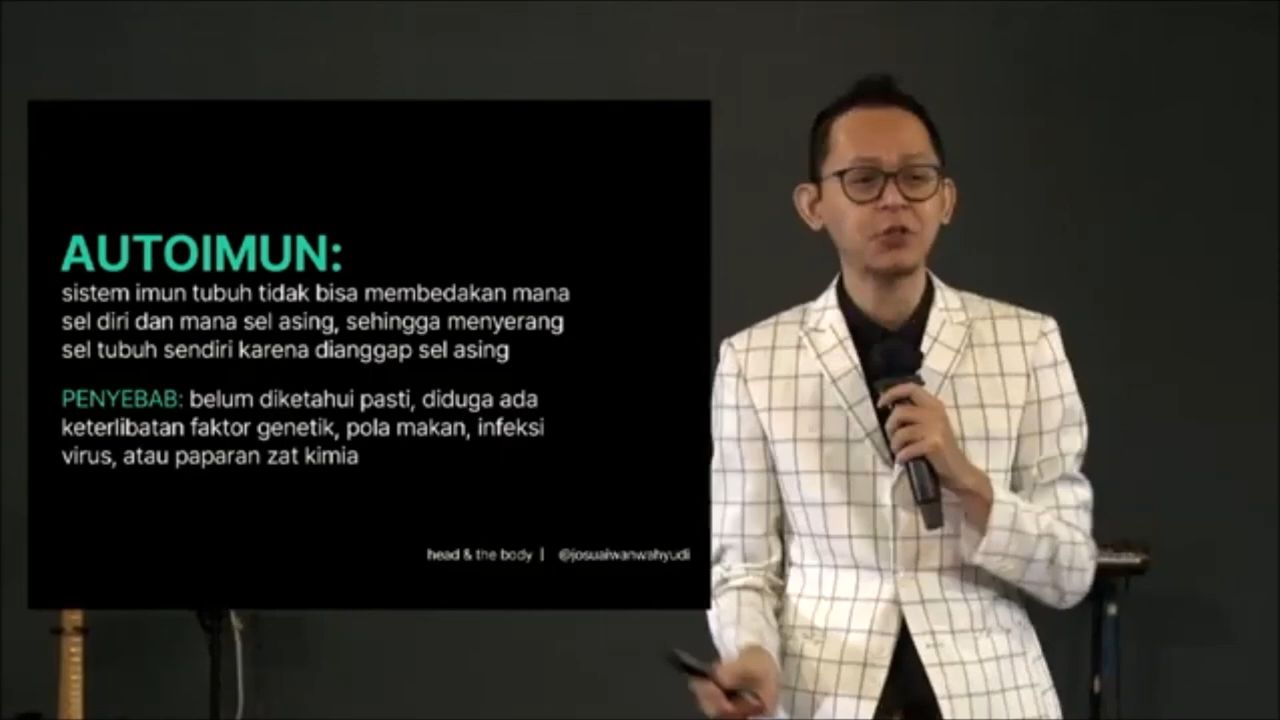 AUTOIMUN:
sistem imun tubuh tidak bisa membedakan mana
sel diri dan mana sel asing, sehingga menyerang
sel tubuh sendiri karena dianggap sel asing
PENYEBAB: belum diketahui pasti, diduga ada
keterlibatan faktor genetik, pola makan, infeksi
virus, atau paparan zat kimia
head & the body | @josuaiwanwahyudi